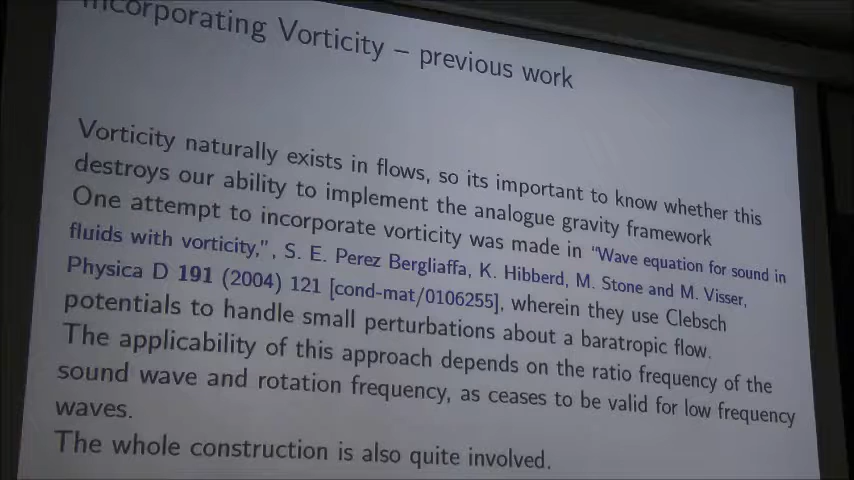 Incorporating Vorticity – previous work
Vorticity naturally exists in flows, so its important to know whether this
destroys our ability to implement the analogue gravity framework
One attempt to incorporate vorticity was made in “Wave equation for sound in
fluids with vorticity,”, S. E. Perez Bergliaffa, K. Hibberd, M. Stone and M. Visser,
Physica D 191 (2004) 121 [cond-mat/0106255], wherein they use Clebsch
potentials to handle small perturbations about a baratropic flow.
The applicability of this approach depends on the ratio frequency of the
sound wave and rotation frequency, as ceases to be valid for low frequency
waves.
The whole construction is also quite involved.